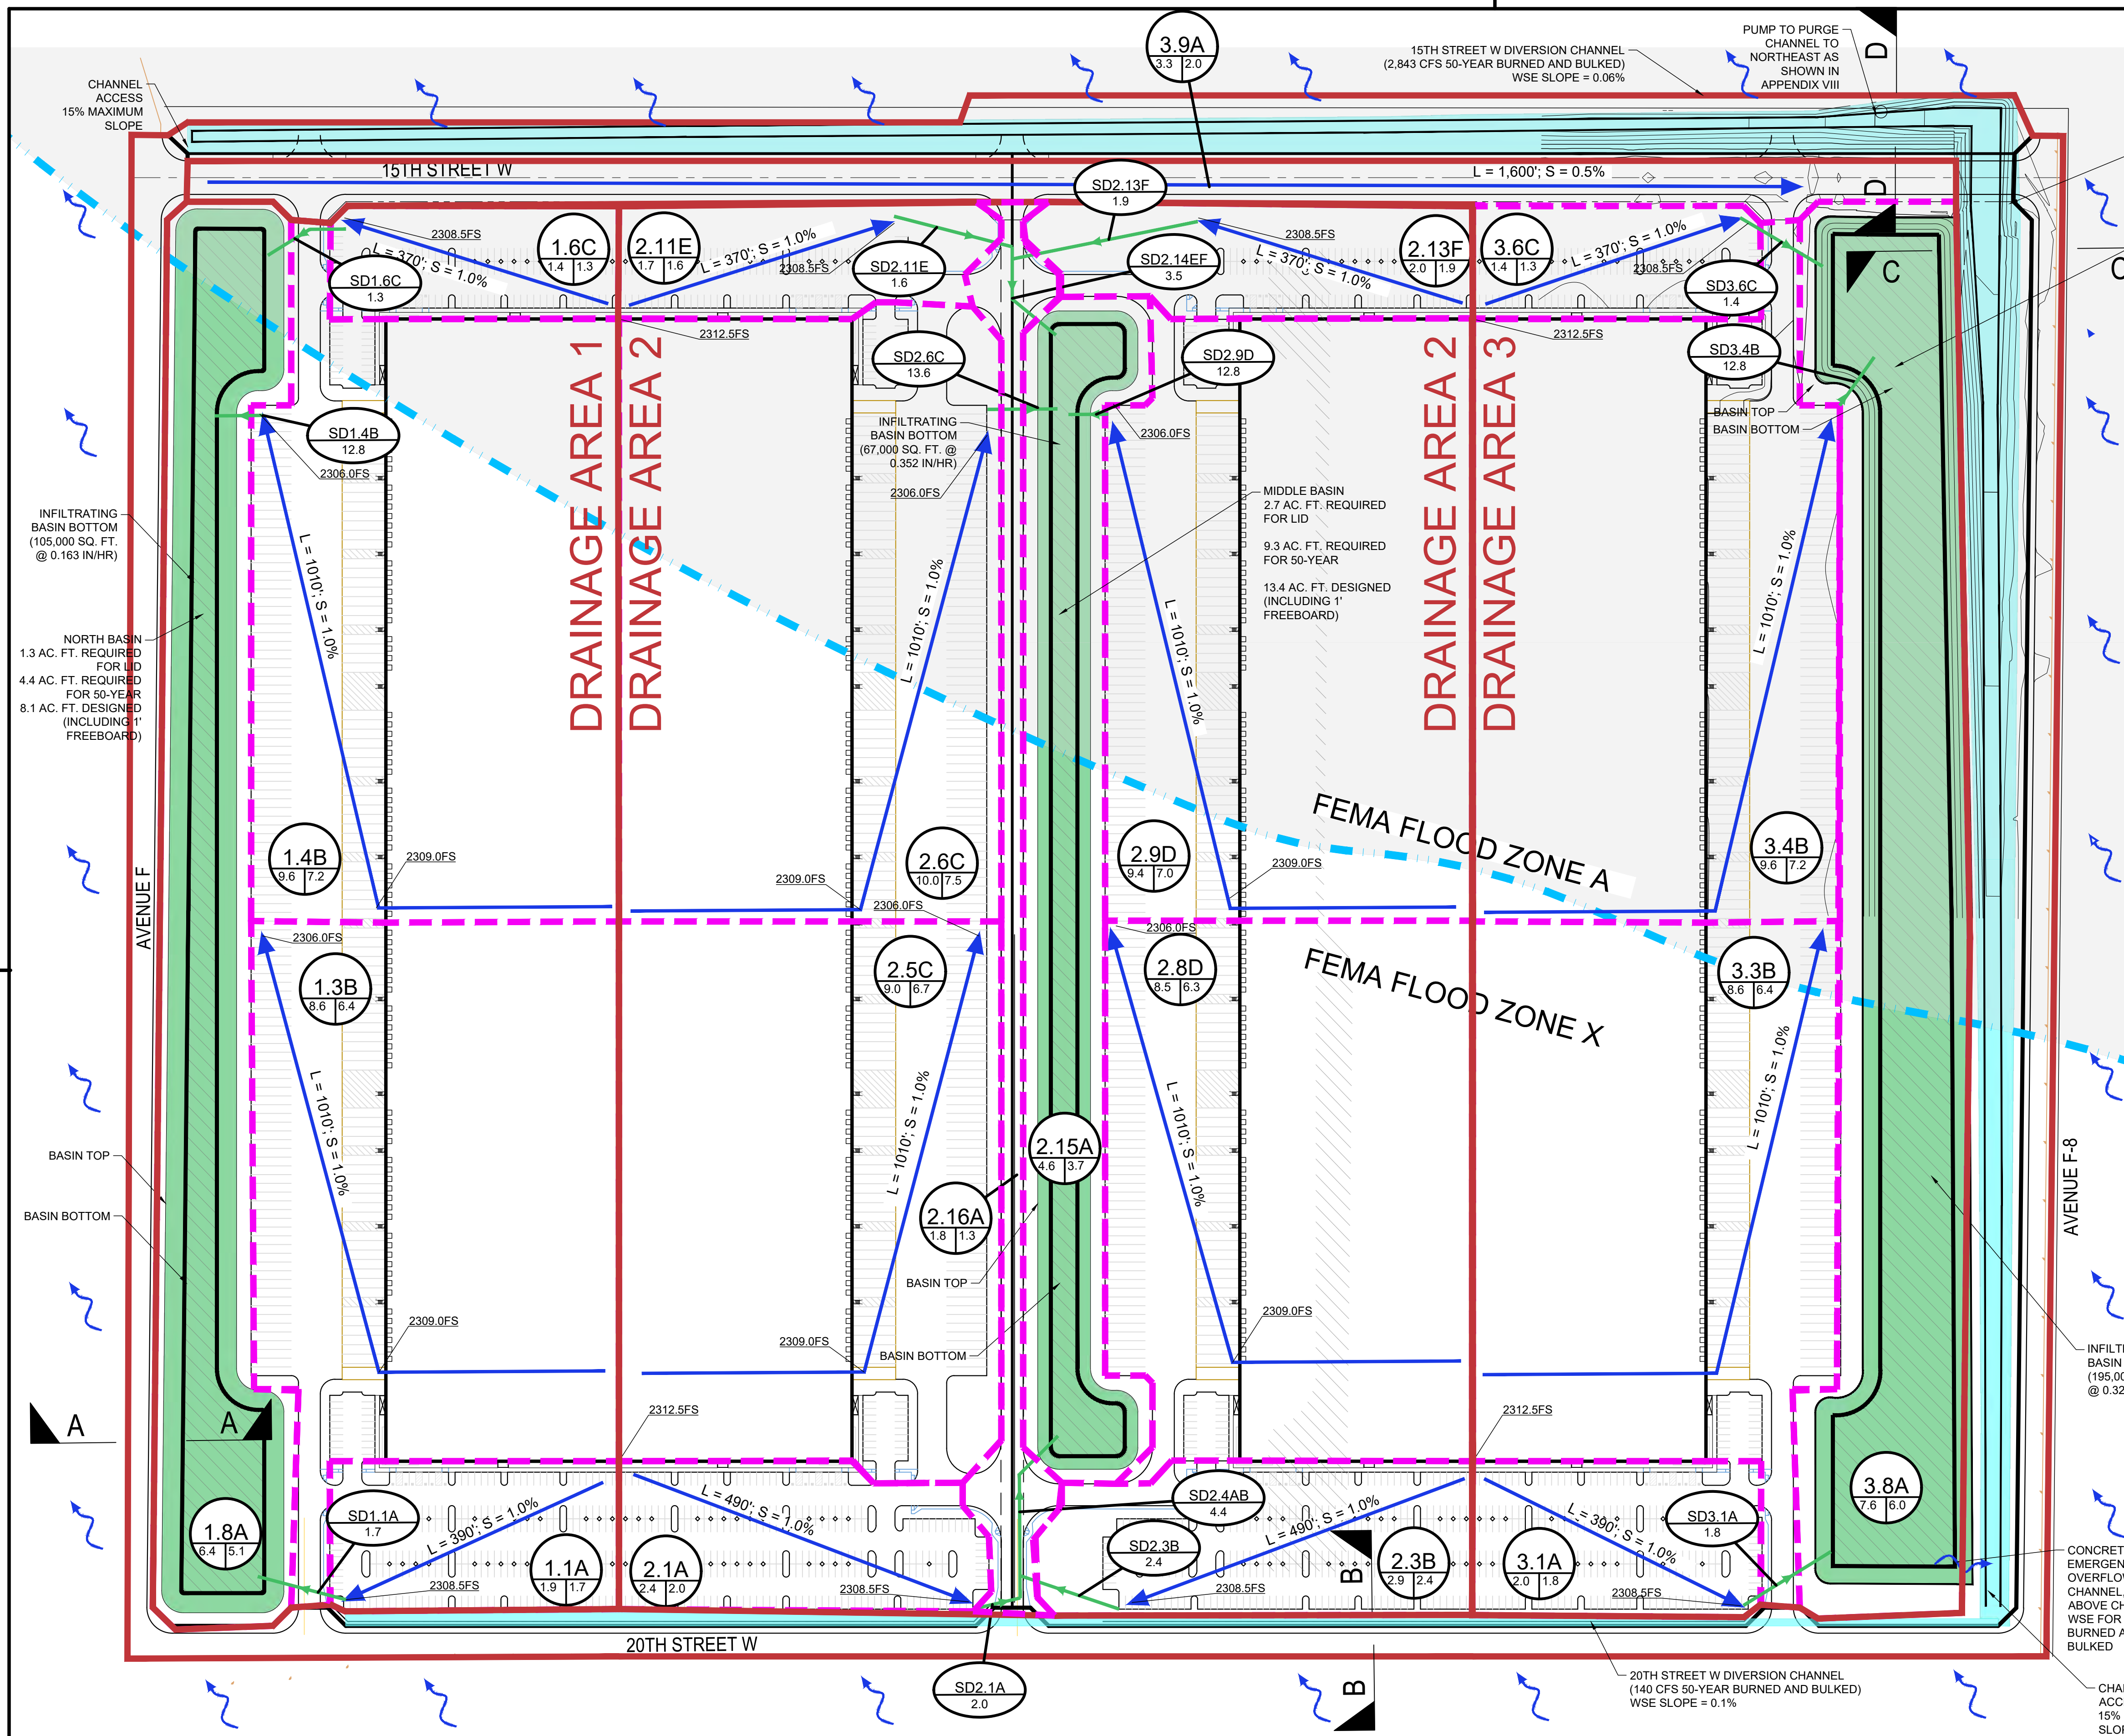 3.9A
3.3 2.0
15TH STREET W DIVERSION CHANNEL
(2,843 CFS 50-YEAR BURNED AND BULKED)
WSE SLOPE = 0.06%
PUMP TO PURGE
CHANNEL TO
NORTHEAST AS
SHOWN IN
APPENDIX VIII
D
CHANNEL
ACCESS
15% MAXIMUM
SLOPE
15TH STREET W
L = 1,600'; S = 0.5%
D
SD2.13F
1.9
2308.5FS
1.6C
1.4 1.3
2.11E
1.7 1.6
L = 370'; S = 1.0%
L = 370'; S = 1.0%
2308.5FS
SD1.6C
1.3
SD2.11E
1.6
SD2.14EF
3.5
2308.5FS
L = 370'; S = 1.0%
2.13F
2.0 1.9
3.6C
1.4 1.3
L = 370'; S = 1.0%
2308.5FS
SD3.6C
1.4
C
C
2312.5FS
2312.5FS
DRAINAGE AREA 1
DRAINAGE AREA 2
DRAINAGE AREA 2
DRAINAGE AREA 3
SD2.6C
13.6
SD2.9D
12.8
SD3.4B
12.8
BASIN TOP
BASIN BOTTOM
SD1.4B
12.8
2306.0FS
INFILTRATING
BASIN BOTTOM
(67,000 SQ. FT. @
0.352 IN/HR)
2306.0FS
2306.0FS
MIDDLE BASIN
2.7 AC. FT. REQUIRED
FOR LID
9.3 AC. FT. REQUIRED
FOR 50-YEAR
13.4 AC. FT. DESIGNED
(INCLUDING 1'
FREEBOARD)
INFILTRATING
BASIN BOTTOM
(105,000 SQ. FT.
@ 0.163 IN/HR)
L = 1010'; S = 1.0%
L = 1010'; S = 1.0%
L = 1010'; S = 1.0%
L = 1010'; S = 1.0%
NORTH BASIN
1.3 AC. FT. REQUIRED
FOR LID
4.4 AC. FT. REQUIRED
FOR 50-YEAR
8.1 AC. FT. DESIGNED
(INCLUDING 1'
FREEBOARD)
FEMA FLOOD ZONE A
1.4B
9.6 7.2
2309.0FS
2309.0FS
2.6C
10.0 7.5
2.9D
9.4 7.0
2309.0FS
3.4B
9.6 7.2
AVENUE F
2306.0FS
2306.0FS
2306.0FS
1.3B
8.6 6.4
2.5C
9.0 6.7
2.8D
8.5 6.3
FEMA FLOOD ZONE X
3.3B
8.6 6.4
L = 1010'; S = 1.0%
L = 1010'; S = 1.0%
L = 1010'; S = 1.0%
L = 1010'; S = 1.0%
BASIN TOP
BASIN BOTTOM
2.15A
4.6 3.7
2.16A
1.8 1.3
AVENUE F-8
BASIN TOP
BASIN BOTTOM
2309.0FS
2309.0FS
2309.0FS
BASIN
@ 0.32
A
A
2312.5FS
2312.5FS
1.8A
6.4 5.1
SD1.1A
1.7
L = 390'; S = 1.0%
L = 490'; S = 1.0%
2308.5FS
1.1A
1.9 1.7
2.1A
2.4 2.0
2308.5FS
SD2.4AB
4.4
SD2.3B
2.4
L = 490'; S = 1.0%
2308.5FS
B
2.3B
2.9 2.4
3.1A
2.0 1.8
L = 390'; S = 1.0%
2308.5FS
SD3.1A
1.8
3.8A
7.6 6.0
ABOVE CH
WSE FOR
BURNED A
BULKED
20TH STREET W
SD2.1A
2.0
B
20TH STREET W DIVERSION CHANNEL
(140 CFS 50-YEAR BURNED AND BULKED)
WSE SLOPE = 0.1%
15%